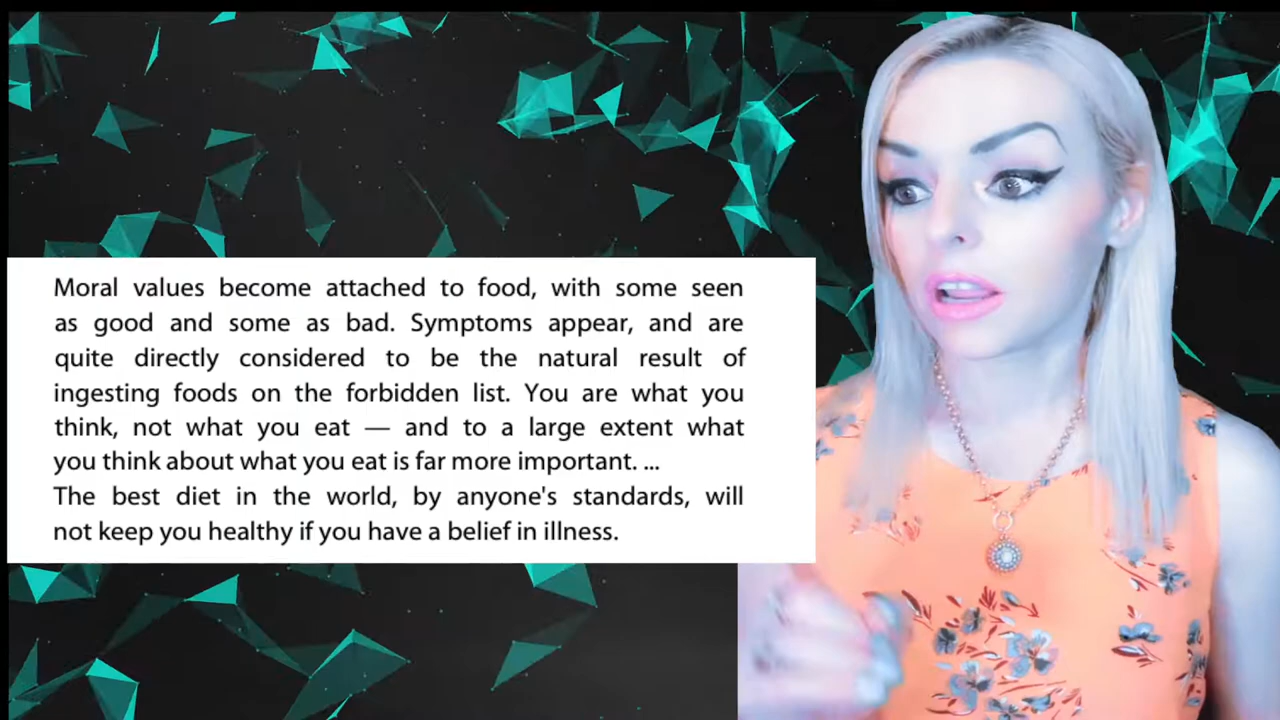 Moral values become attached to food, with some seen
as good and some as bad. Symptoms appear, and are
quite directly considered to be the natural result of
ingesting foods on the forbidden list. You are what you
think, not what you eat — and to a large extent what
you think about what you eat is far more important. ...
The best diet in the world, by anyone's standards, will
not keep you healthy if you have a belief in illness.